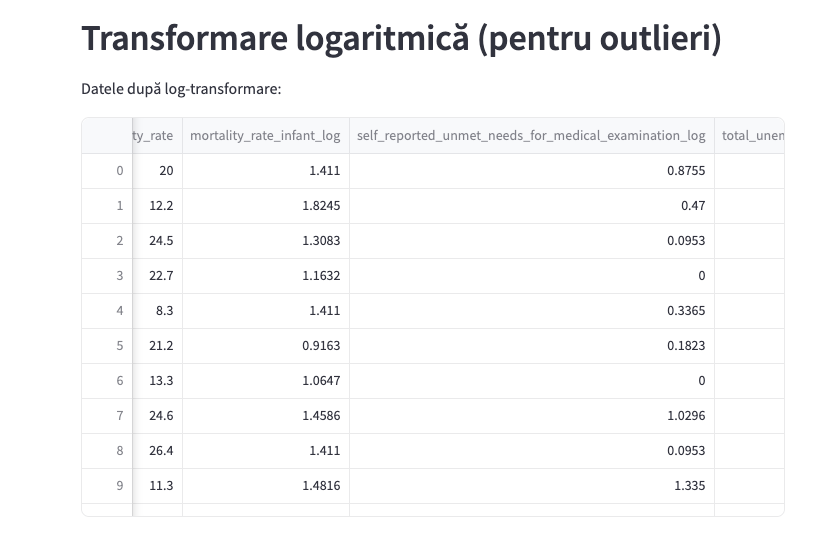 Transformare logaritmică (pentru outlieri)
Datele după log-transformare:
ty_rate mortality_rate_infant_log self_reported_unmet_needs_for_medical_examination_log total_unem
0 20 1.411 0.8755
1 12.2 1.8245 0.47
2 24.5 1.3083 0.0953
3 22.7 1.1632 0
4 8.3 1.411 0.3365
5 21.2 0.9163 0.1823
6 13.3 1.0647 0
7 24.6 1.4586 1.0296
8 26.4 1.411 0.0953
9 11.3 1.4816 1.335